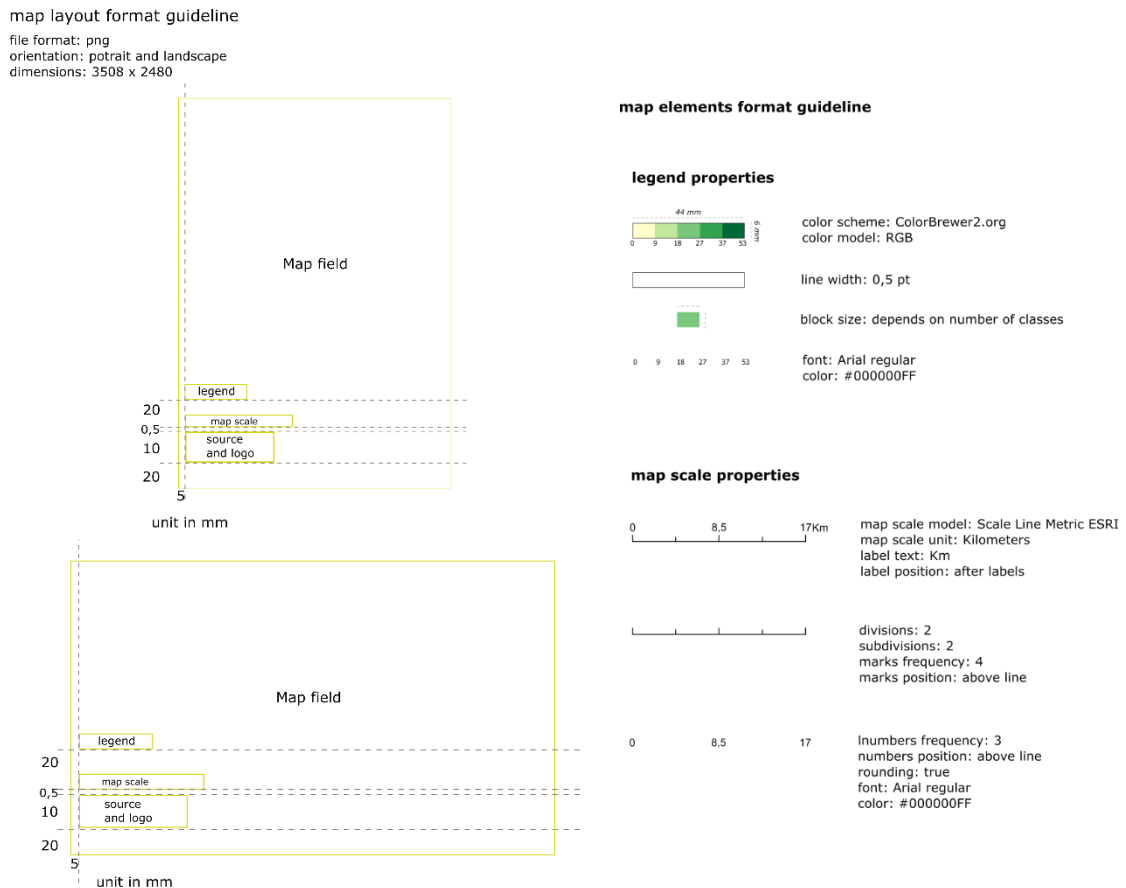 map layout format guideline
file format: png
orientation: potrait and landscape
dimensions: 3508 x 2480
Map field
legend
20
map scale
0,5
source
and logo
10
20
5
unit in mm
Map field
legend
20
map scale
0,5
source
and logo
10
20
5
unit in mm
map elements format guideline
legend properties
44 mm
6 mm
0 9 18 27 37 53
color scheme: ColorBrewer2.org
color model: RGB
line width: 0,5 pt
block size: depends on number of classes
0 9 18 27 37 53
font: Arial regular
color: #000000FF
map scale properties
0 8,5 17Km
map scale model: Scale Line Metric ESRI
map scale unit: Kilometers
label text: Km
label position: after labels
divisions: 2
subdivisions: 2
marks frequency: 4
marks position: above line
0 8,5 17
lnumbers frequency: 3
numbers position: above line
rounding: true
font: Arial regular
color: #000000FF